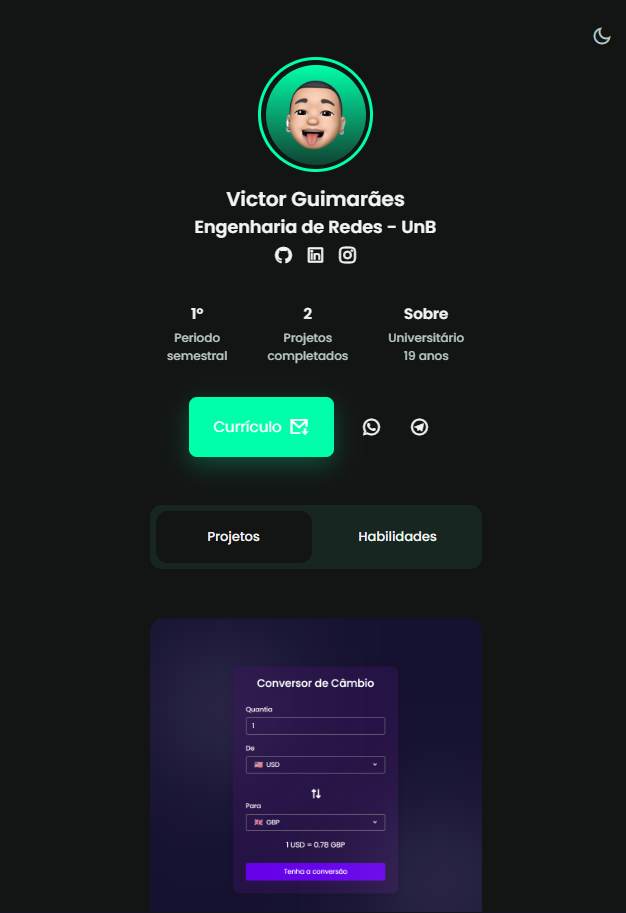 Victor Guimarães
Engenharia de Redes - UnB
1º
Periodo
semestral
2
Projetos
completados
Sobre
Universitário
19 anos
Currículo
Projetos
Habilidades
Conversor de Câmbio
Quantia
1
De
USD
Para
GBP
1 USD = 0.78 GBP
Tenha a conversão